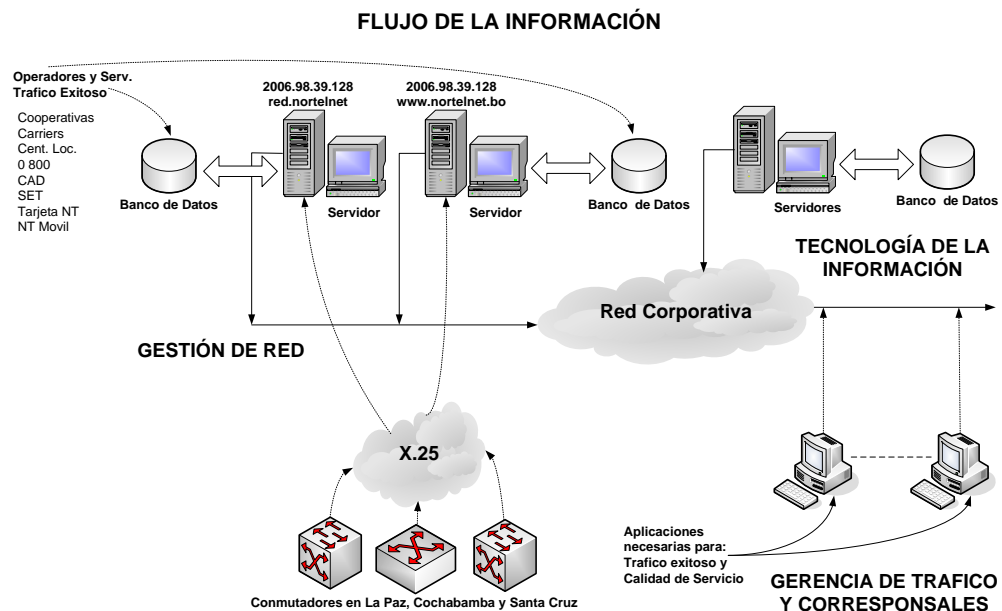 FLUJO DE LA INFORMACIÓN
Operadores y Serv.
Trafico Exitoso
Cooperativas
Carriers
Cent. Loc.
0 800
CAD
SET
Tarjeta NT
NT Movil
2006.98.39.128
red.nortelnet
2006.98.39.128
www.nortelnet.bo
Banco de Datos
Servidor
Servidor
Banco de Datos
Servidores
Banco de Datos
TECNOLOGÍA DE LA
INFORMACIÓN
Red Corporativa
GESTIÓN DE RED
X.25
Aplicaciones
necesarias para:
Trafico exitoso y
Calidad de Servicio
GERENCIA DE TRAFICO
Y CORRESPONSALES
Conmutadores en La Paz, Cochabamba y Santa Cruz